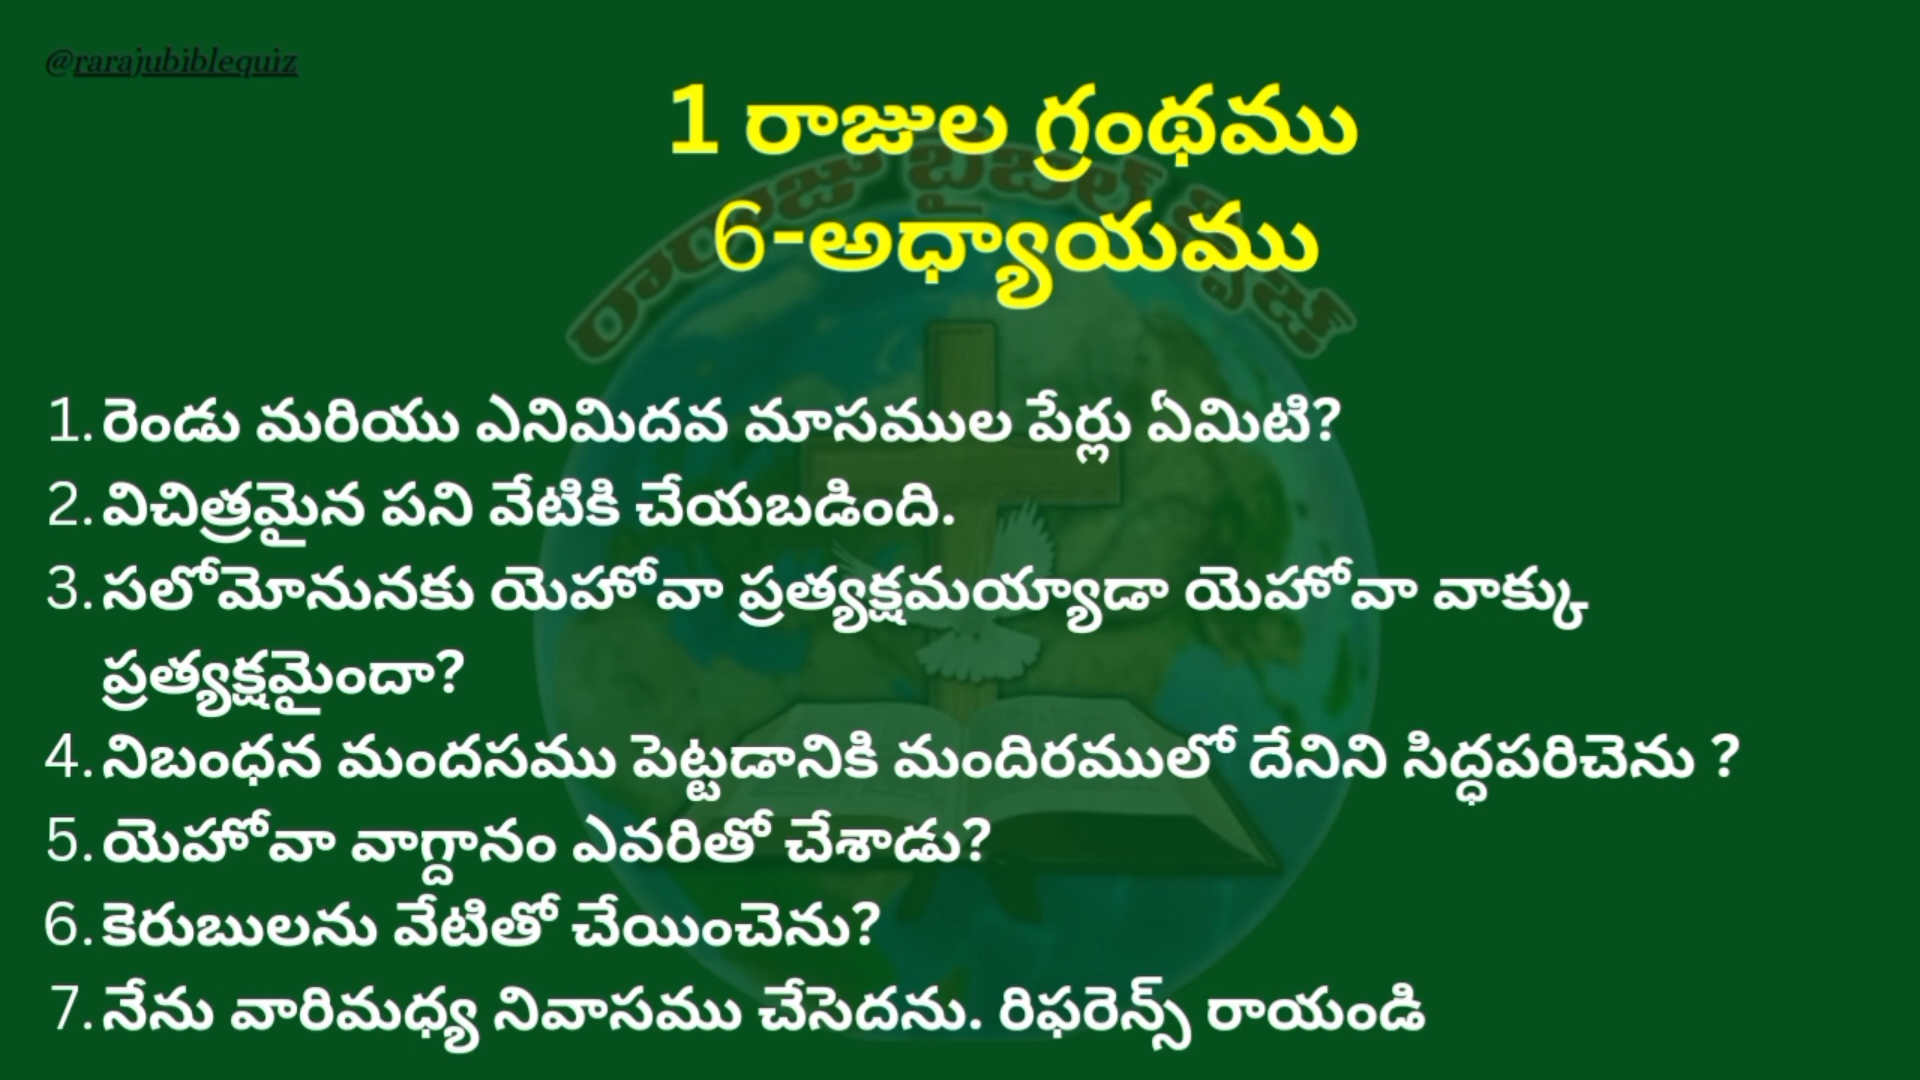 @rarajubiblequiz
1 రాజుల గ్రంథము
రారాజు బైబిల్ క్విజ్
6-అధ్యాయము
1. రెండు మరియు ఎనిమిదవ మాసముల పేర్లు ఏమిటి?
2. విచిత్రమైన పని వేటికి చేయబడింది.
3. సలోమోనునకు యెహోవా ప్రత్యక్షమయ్యాడా యెహోవా వాక్కు
ప్రత్యక్షమైందా?
4. నిబంధన మందసము పెట్టడానికి మందిరములో దేనిని సిద్ధపరిచెను ?
5. యెహోవా వాగ్దానం ఎవరితో చేశాడు?
6. కెరుబులను వేటితో చేయించెను?
7. నేను వారిమధ్య నివాసము చేసెదను. రిఫరెన్స్ రాయండి